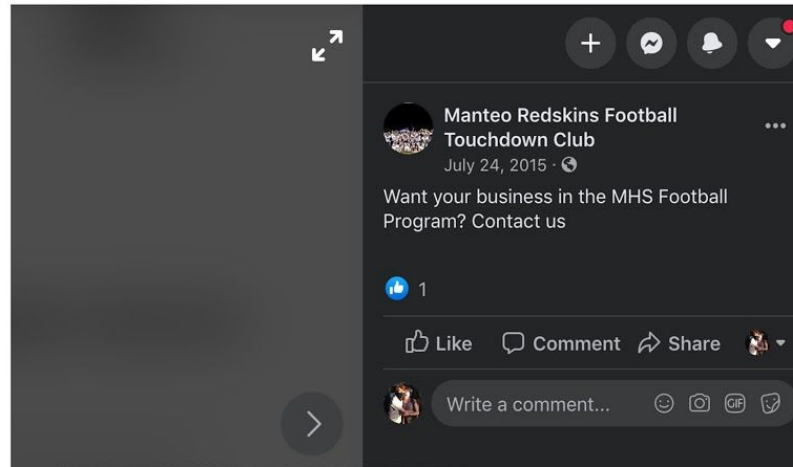 Manteo Redskins Football
Touchdown Club
July 24, 2015 ·
Want your business in the MHS Football
Program? Contact us
1
Like Comment Share
Write a comment... GIF